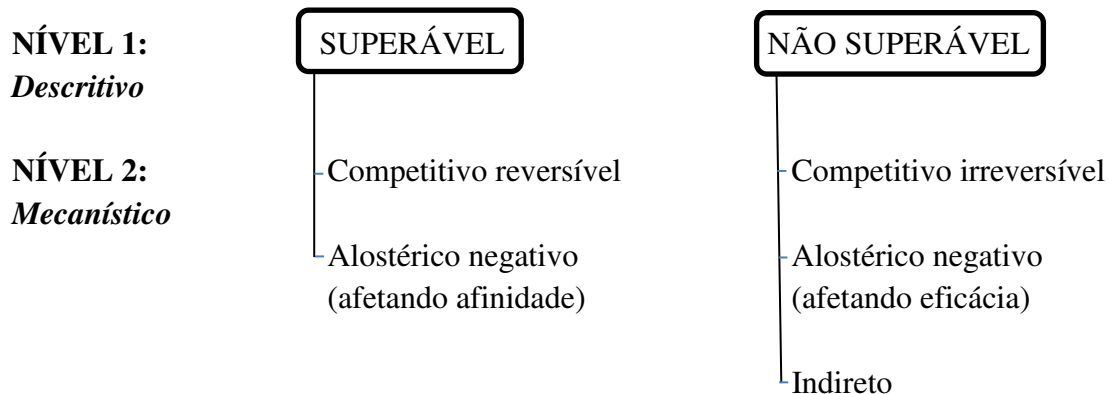 NÍVEL 1:
Descritivo
SUPERÁVEL
NÃO SUPERÁVEL
NÍVEL 2:
Mecanístico
Competitivo reversível
Competitivo irreversível
Alostérico negativo
(afetando afinidade)
Alostérico negativo
(afetando eficácia)
Indireto